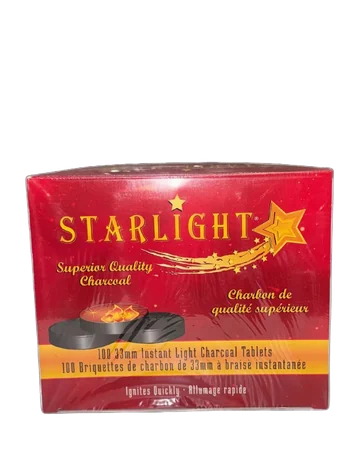 STARLIGHT
Superior Quality
Charcoal
Charbon de
qualité supérieur
100 33mm Instant Light Charcoal Tablets
100 Briquettes de charbon de 33mm à braise instantanée
Ignites Quickly - Allumage rapide